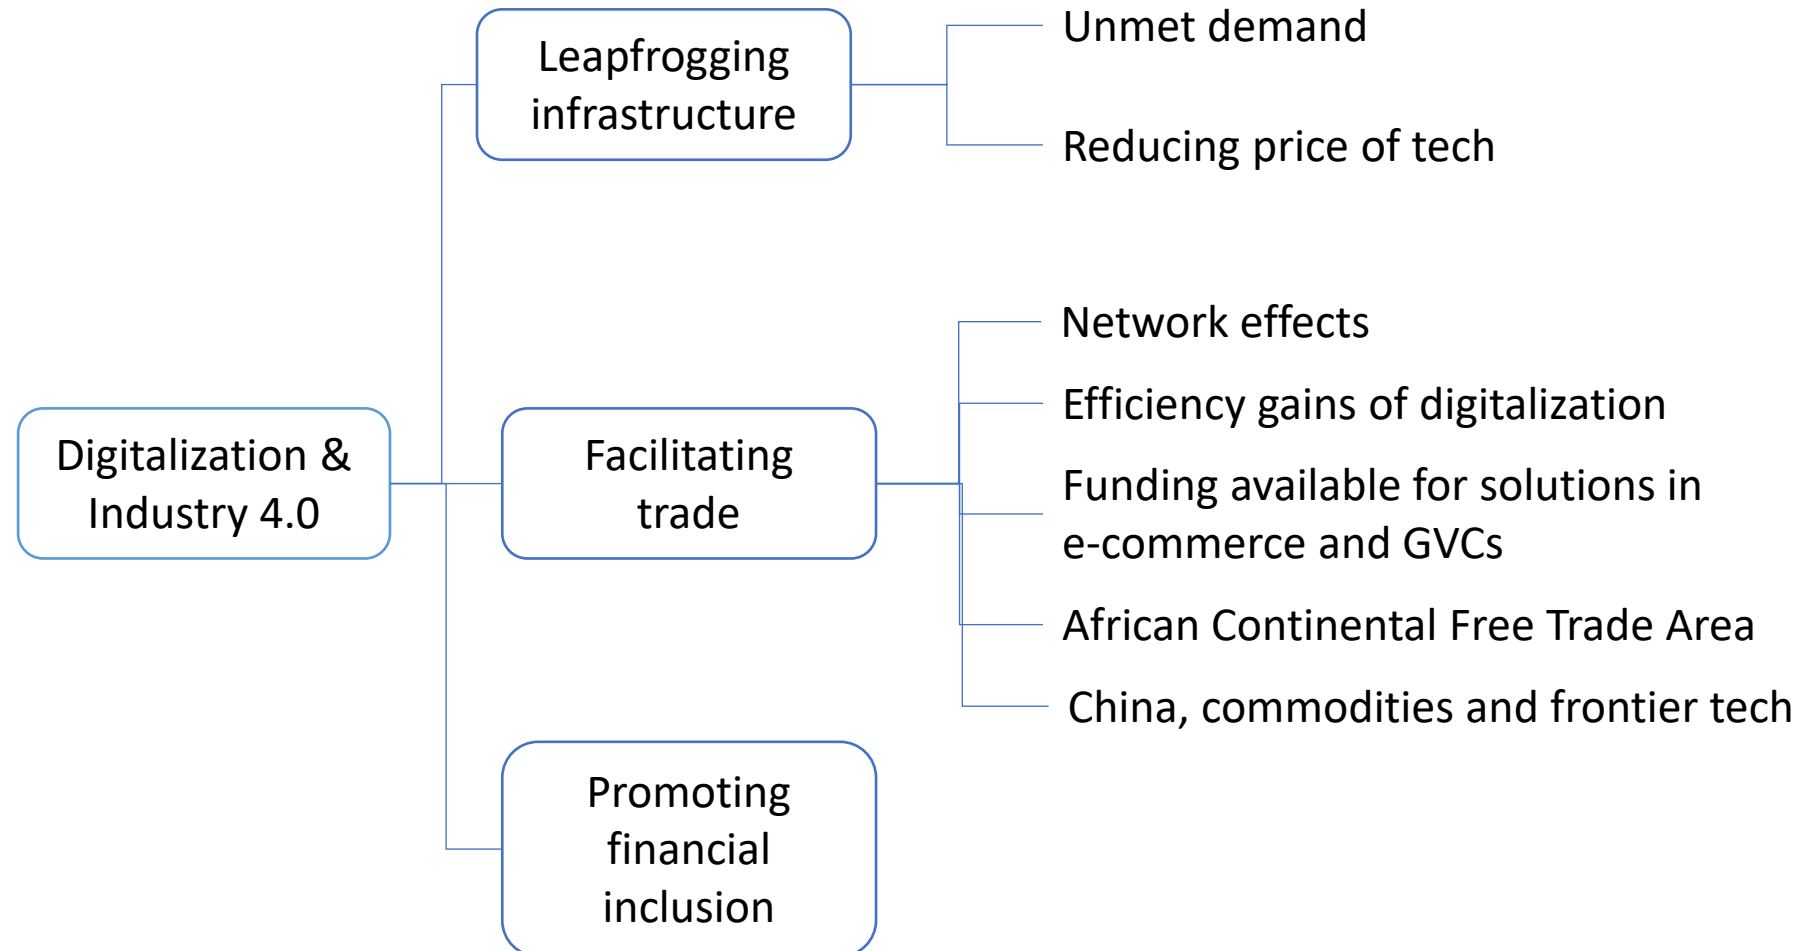 Leapfrogging
infrastructure
Unmet demand
Reducing price of tech
Digitalization &
Industry 4.0
Facilitating
trade
Network effects
Efficiency gains of digitalization
Funding available for solutions in
e-commerce and GVCs
African Continental Free Trade Area
China, commodities and frontier tech
Promoting
financial
inclusion